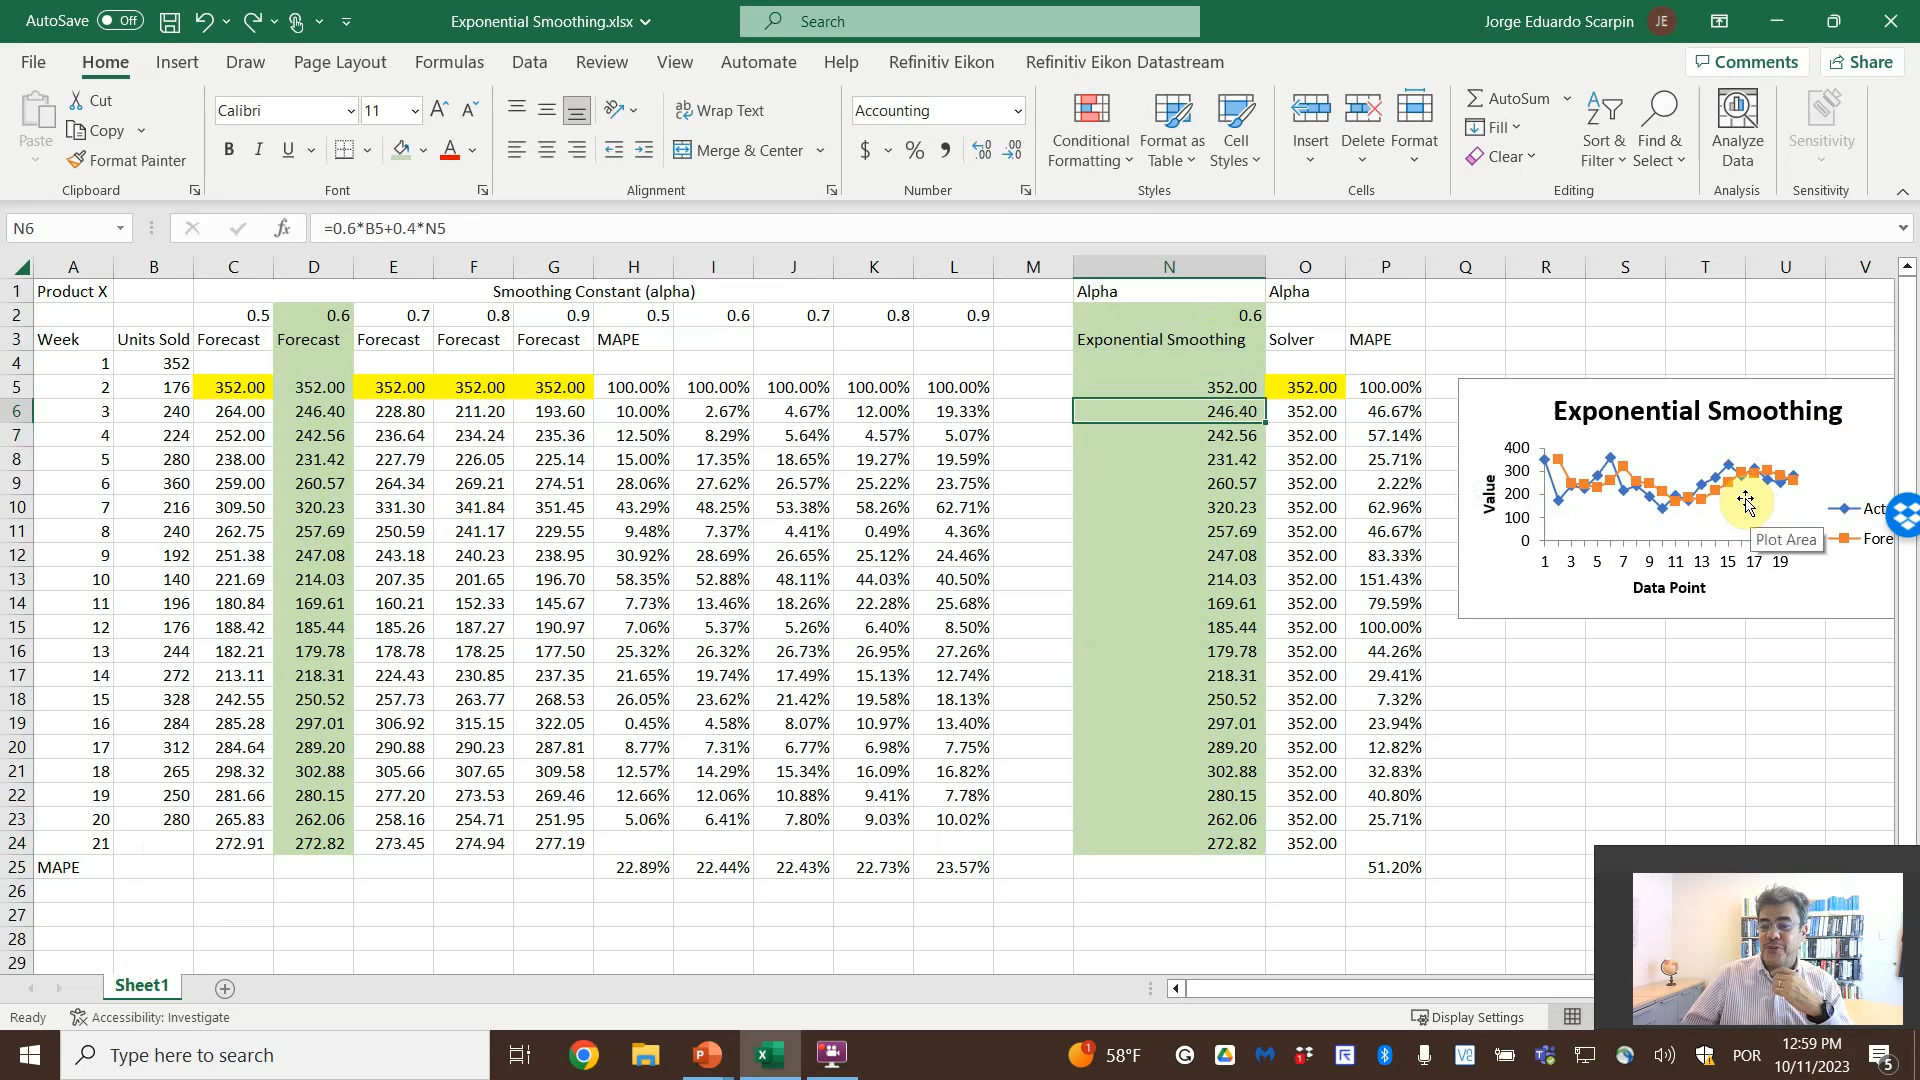 AutoSave Off Exponential Smoothing.xlsx Search Jorge Eduardo Scarpin JE
File Home Insert Draw Page Layout Formulas Data Review View Automate Help Refinitiv Eikon Refinitiv Eikon Datastream Comments Share
Paste Cut Copy Format Painter Clipboard
Calibri 11 B I U A Font
Wrap Text Merge & Center Alignment
Accounting $ % Number
Conditional Formatting Format as Table Cell Styles Styles
Insert Delete Format Cells
AutoSum Fill Clear Sort & Filter Find & Select Editing
Analyze Data Analysis
Sensitivity Sensitivity
N6 fx =0.6*B5+0.4*N5
A B C D E F G H I J K L M N O P Q R S T U V
1 Product X Smoothing Constant (alpha) Alpha Alpha
2 0.5 0.6 0.7 0.8 0.9 0.5 0.6 0.7 0.8 0.9 0.6
3 Week Units Sold Forecast Forecast Forecast Forecast Forecast MAPE Exponential Smoothing Solver MAPE
4 1 352
5 2 176 352.00 352.00 352.00 352.00 352.00 100.00% 100.00% 100.00% 100.00% 100.00% 352.00 352.00 100.00%
6 3 240 264.00 246.40 228.80 211.20 193.60 10.00% 2.67% 4.67% 12.00% 19.33% 246.40 352.00 46.67%
7 4 224 252.00 242.56 236.64 234.24 235.36 12.50% 8.29% 5.64% 4.57% 5.07% 242.56 352.00 57.14%
8 5 280 238.00 231.42 227.79 226.05 225.14 15.00% 17.35% 18.65% 19.27% 19.59% 231.42 352.00 25.71%
9 6 360 259.00 260.57 264.34 269.21 274.51 28.06% 27.62% 26.57% 25.22% 23.75% 260.57 352.00 2.22%
10 7 216 309.50 320.23 331.30 341.84 351.45 43.29% 48.25% 53.38% 58.26% 62.71% 320.23 352.00 62.96%
11 8 240 262.75 257.69 250.59 241.17 229.55 9.48% 7.37% 4.41% 0.49% 4.36% 257.69 352.00 46.67%
12 9 192 251.38 247.08 243.18 240.23 238.95 30.92% 28.69% 26.65% 25.12% 24.46% 247.08 352.00 83.33%
13 10 140 221.69 214.03 207.35 201.65 196.70 58.35% 52.88% 48.11% 44.03% 40.50% 214.03 352.00 151.43%
14 11 196 180.84 169.61 160.21 152.33 145.67 7.73% 13.46% 18.26% 22.28% 25.68% 169.61 352.00 79.59%
15 12 176 188.42 185.44 185.26 187.27 190.97 7.06% 5.37% 5.26% 6.40% 8.50% 185.44 352.00 100.00%
16 13 244 182.21 179.78 178.78 178.25 177.50 25.32% 26.32% 26.73% 26.95% 27.26% 179.78 352.00 44.26%
17 14 272 213.11 218.31 224.43 230.85 237.35 21.65% 19.74% 17.49% 15.13% 12.74% 218.31 352.00 29.41%
18 15 328 242.55 250.52 257.73 263.77 268.53 26.05% 23.62% 21.42% 19.58% 18.13% 250.52 352.00 7.32%
19 16 284 285.28 297.01 306.92 315.15 322.05 0.45% 4.58% 8.07% 10.97% 13.40% 297.01 352.00 23.94%
20 17 312 284.64 289.20 290.88 290.23 287.81 8.77% 7.31% 6.77% 6.98% 7.75% 289.20 352.00 12.82%
21 18 265 298.32 302.88 305.66 307.65 309.58 12.57% 14.29% 15.34% 16.09% 16.82% 302.88 352.00 32.83%
22 19 250 281.66 280.15 277.20 273.53 269.46 12.66% 12.06% 10.88% 9.41% 7.78% 280.15 352.00 40.80%
23 20 280 265.83 262.06 258.16 254.71 251.95 5.06% 6.41% 7.80% 9.03% 10.02% 262.06 352.00 25.71%
24 21 272.91 272.82 273.45 274.94 277.19 272.82 352.00
25 MAPE 22.89% 22.44% 22.43% 22.73% 23.57% 51.20%
26
27
28
29
Exponential Smoothing
Value
400
300
200
100
0
1 3 5 7 9 11 13 15 17 19
Data Point
Act
Fore
Plot Area
Sheet1
Ready Accessibility: Investigate Display Settings
Type here to search 58°F POR 12:59 PM
10/11/2023 5